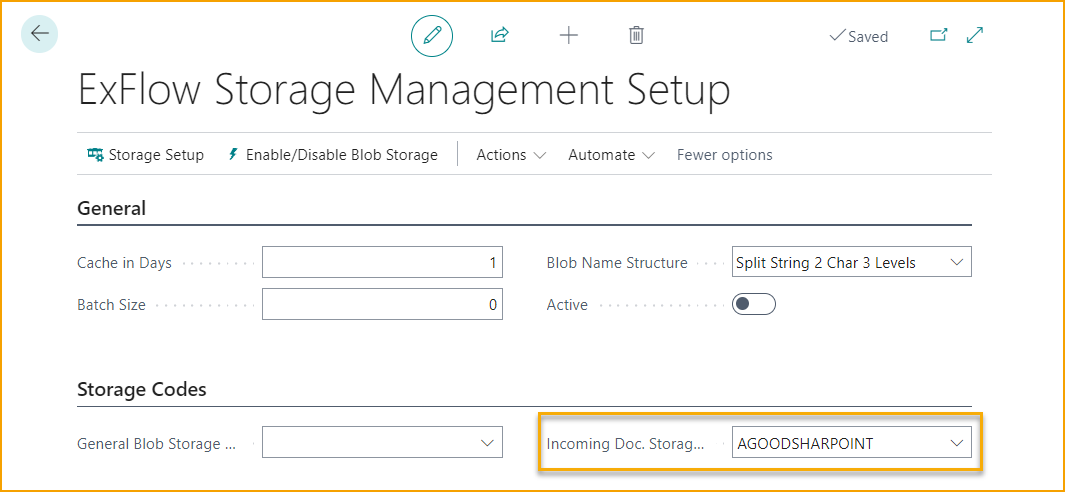 Saved
ExFlow Storage Management Setup
Storage Setup Enable/Disable Blob Storage Actions Automate Fewer options
General
Cache in Days 1 Blob Name Structure Split String 2 Char 3 Levels
Batch Size 0 Active
Storage Codes
General Blob Storage ... Incoming Doc. Storag... AGOODSHARPOINT